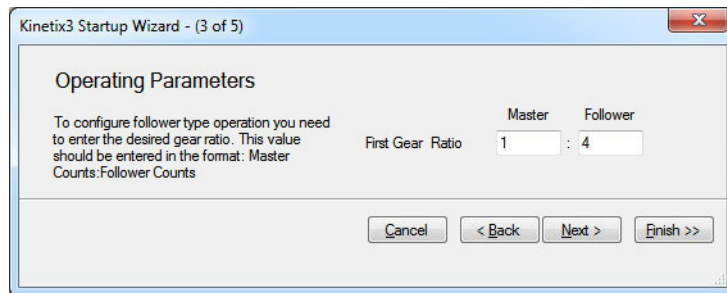 Kinetix3 Startup Wizard - (3 of 5)
Operating Parameters
To configure follower type operation you need
to enter the desired gear ratio. This value
should be entered in the format: Master
Counts:Follower Counts
Master Follower
First Gear Ratio 1 : 4
Cancel < Back Next > Finish >>